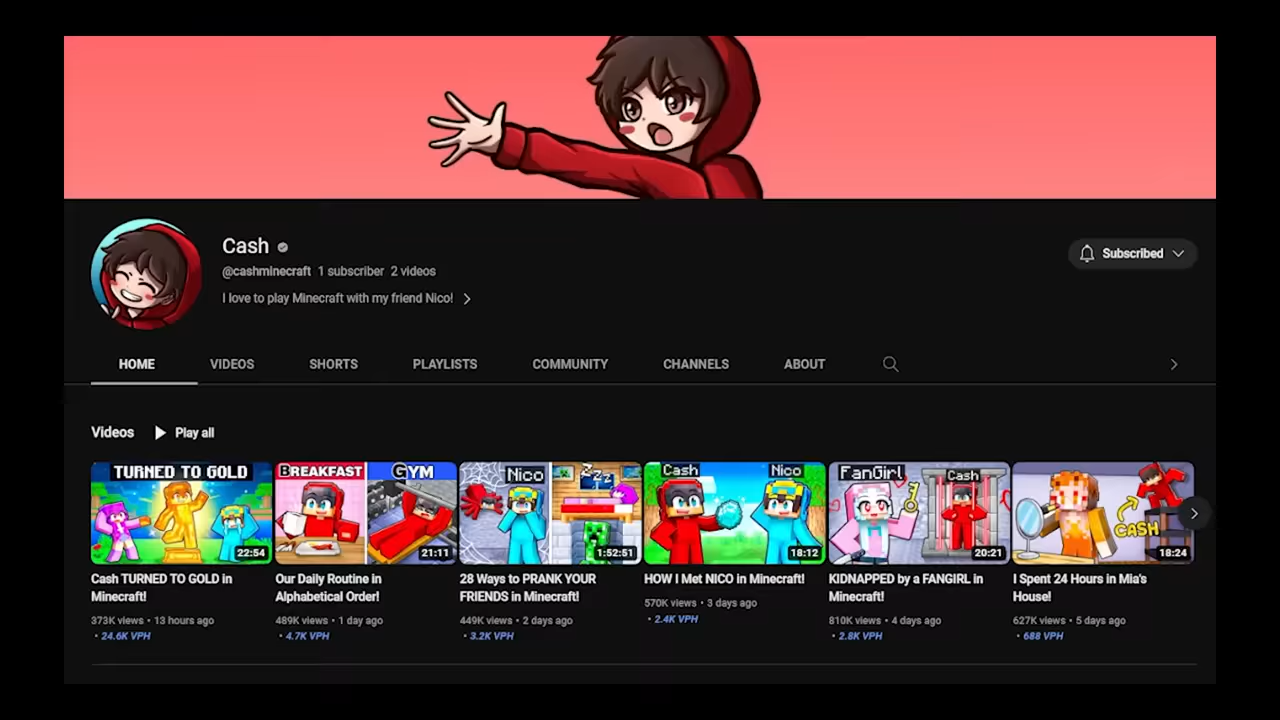 Cash
@cashminecraft 1 subscriber 2 videos
I love to play Minecraft with my friend Nico!
Subscribed
HOME VIDEOS SHORTS PLAYLISTS COMMUNITY CHANNELS ABOUT
Videos Play all
TURNED TO GOLD
22:54
BREAKFAST GYM
21:11
Nico ZZZ
1:52:51
Cash Nico
18:12
FanGirl Cash
20:21
CASH
18:24
Cash TURNED TO GOLD in
Minecraft!
373K views • 13 hours ago
• 24.6K VPH
Our Daily Routine in
Alphabetical Order!
489K views • 1 day ago
• 4.7K VPH
28 Ways to PRANK YOUR
FRIENDS in Minecraft!
449K views • 2 days ago
• 3.2K VPH
HOW I Met NICO in Minecraft!
570K views • 3 days ago
• 2.4K VPH
KIDNAPPED by a FANGIRL in
Minecraft!
810K views • 4 days ago
• 2.8K VPH
I Spent 24 Hours in Mia's
House!
627K views • 5 days ago
• 688 VPH